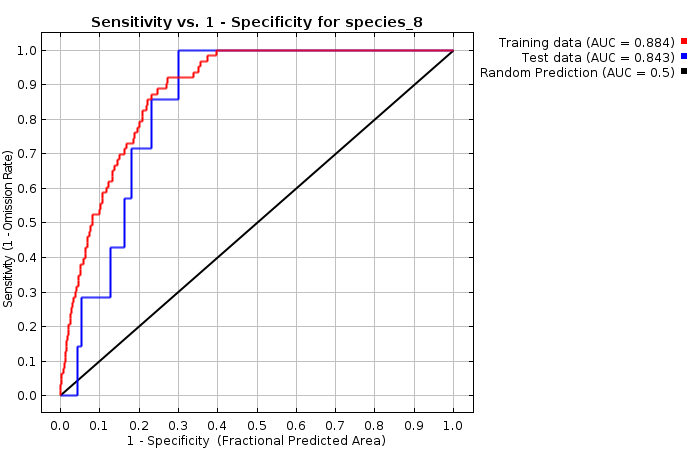 Sensitivity vs. 1 - Specificity for species_8
Training data (AUC = 0.884)
Test data (AUC = 0.843)
Random Prediction (AUC = 0.5)
Sensitivity (1 - Omission Rate)
1.0
0.9
0.8
0.7
0.6
0.5
0.4
0.3
0.2
0.1
0.0
0.0 0.1 0.2 0.3 0.4 0.5 0.6 0.7 0.8 0.9 1.0
1 - Specificity (Fractional Predicted Area)